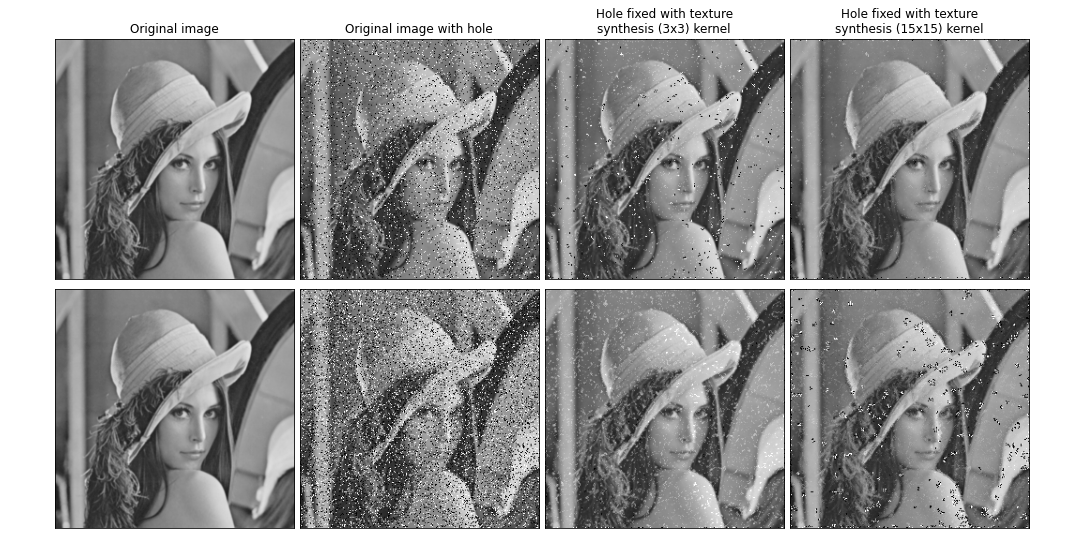 Original image
Original image with hole
Hole fixed with texture
synthesis (3x3) kernel
Hole fixed with texture
synthesis (15x15) kernel